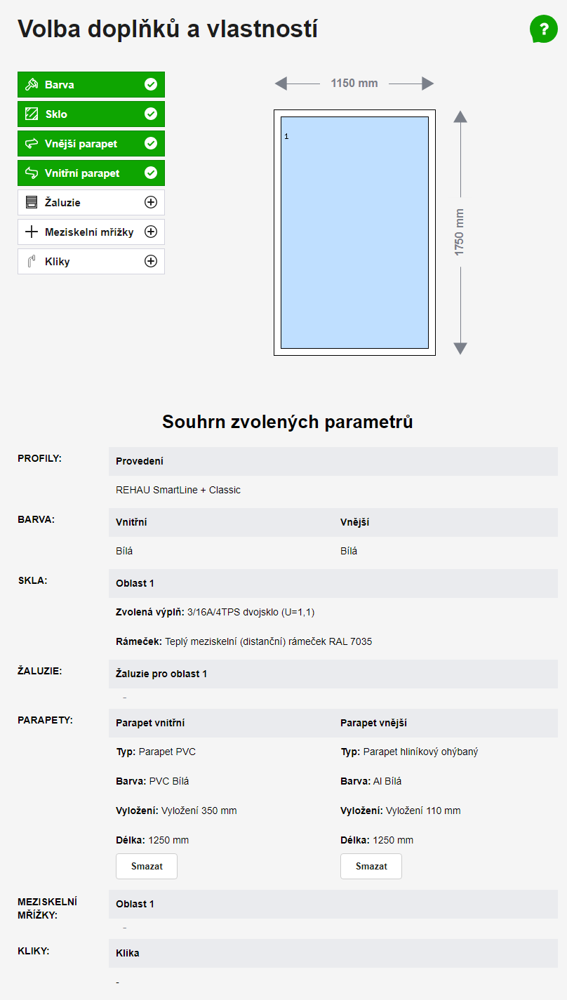 Volba doplňků a vlastností
?
Barva
Sklo
Vnější parapet
Vnitřní parapet
Žaluzie
Meziskelní mřížky
Kliky
1150 mm
1
1750 mm
Souhrn zvolených parametrů
PROFILY:
Provedení
REHAU SmartLine + Classic
BARVA:
Vnitřní Vnější
Bílá Bílá
SKLA:
Oblast 1
Zvolená výplň: 3/16A/4TPS dvojsklo (U=1,1)
Rámeček: Teplý meziskelní (distanční) rámeček RAL 7035
ŽALUZIE:
Žaluzie pro oblast 1
-
PARAPETY:
Parapet vnitřní Parapet vnější
Typ: Parapet PVC Typ: Parapet hliníkový ohýbaný
Barva: PVC Bílá Barva: Al Bílá
Vyložení: Vyložení 350 mm Vyložení: Vyložení 110 mm
Délka: 1250 mm Délka: 1250 mm
Smazat Smazat
MEZISKELNÍ
MŘÍŽKY:
Oblast 1
-
KLIKY:
Klika
-